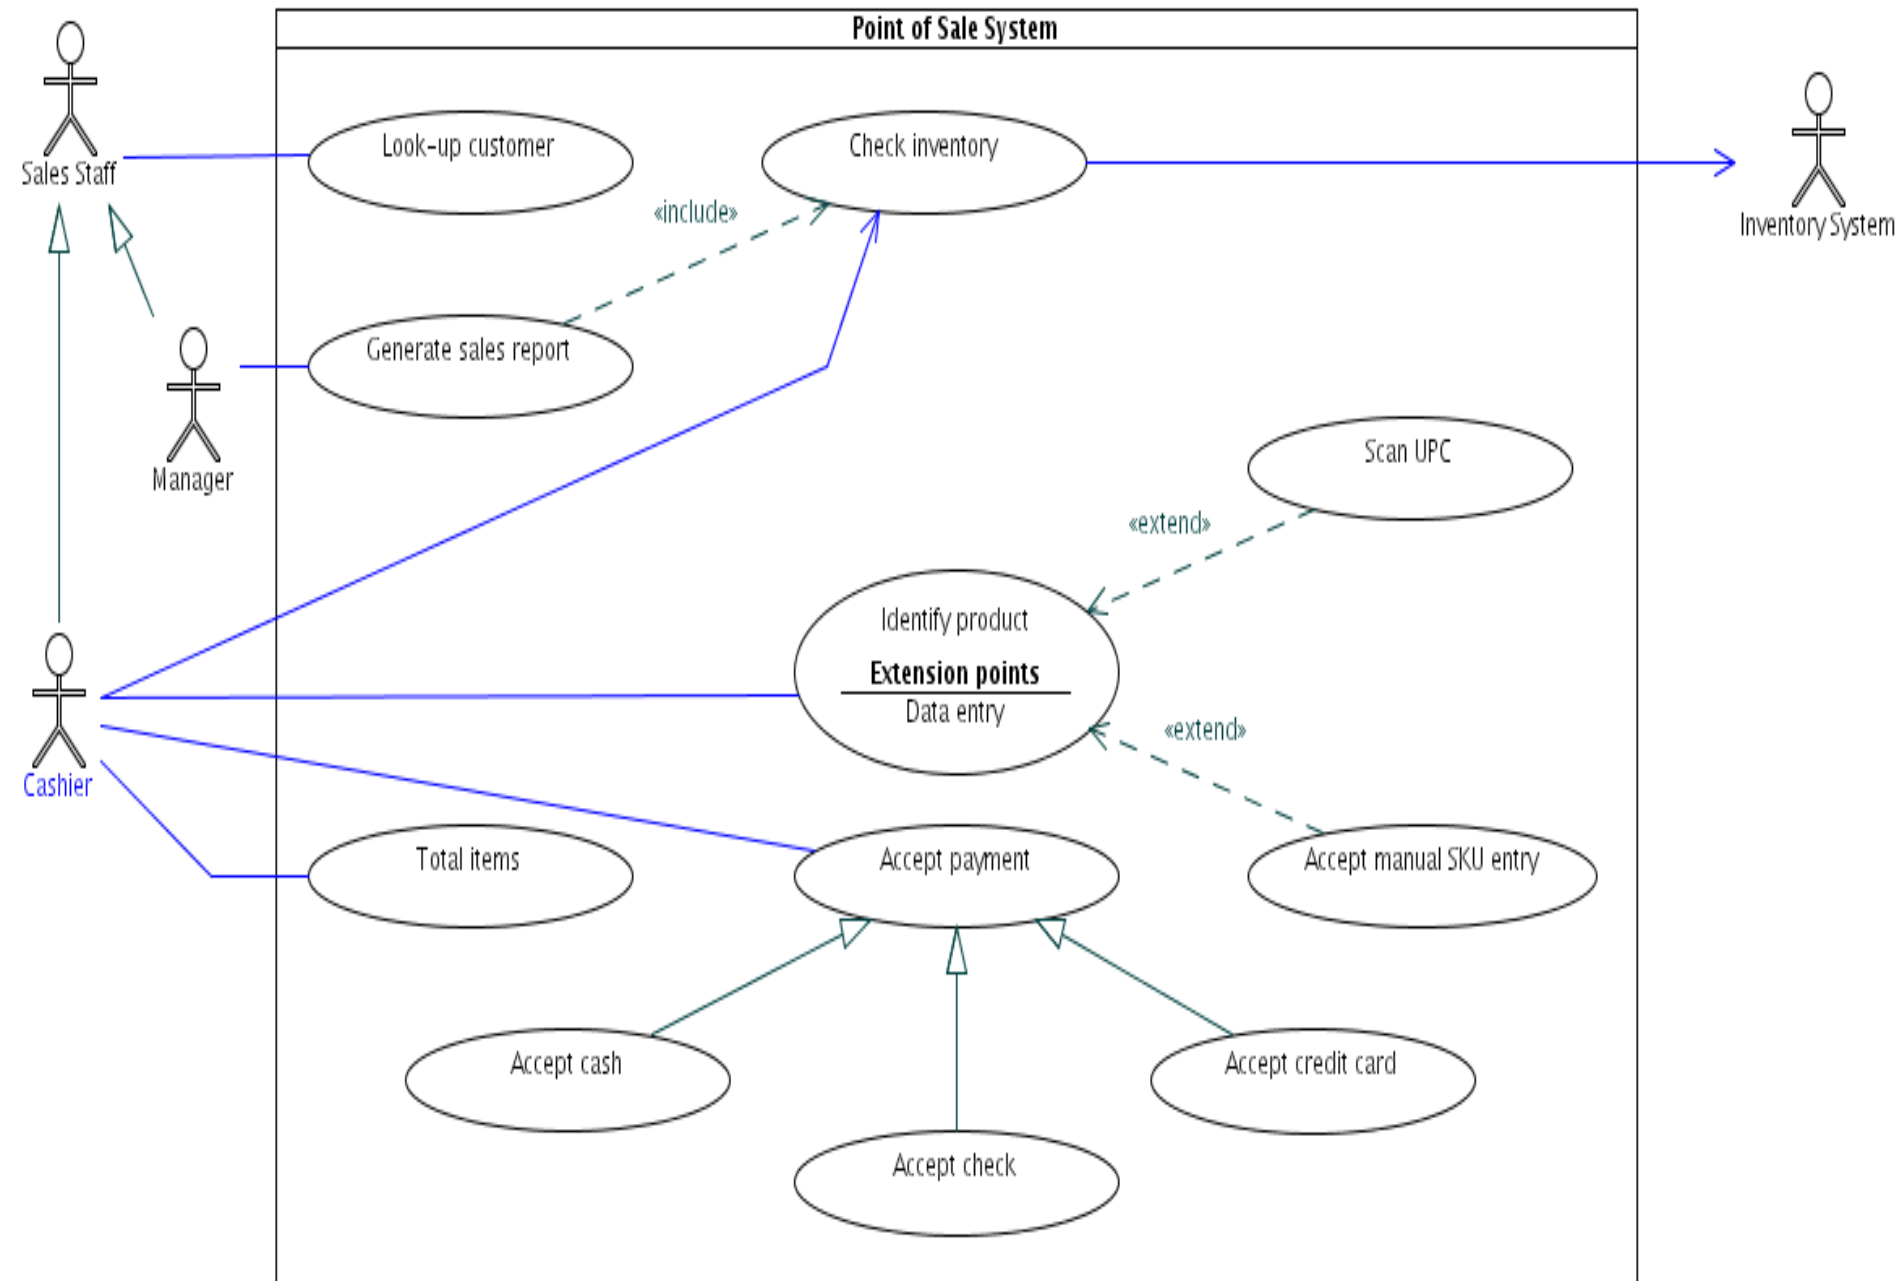 Point of Sale System
Sales Staff
Look-up customer
Check inventory
Inventory System
«include»
Generate sales report
Manager
Scan UPC
«extend»
Identify product
Extension points
Data entry
«extend»
Cashier
Total items
Accept payment
Accept manual SKU entry
Accept cash
Accept credit card
Accept check